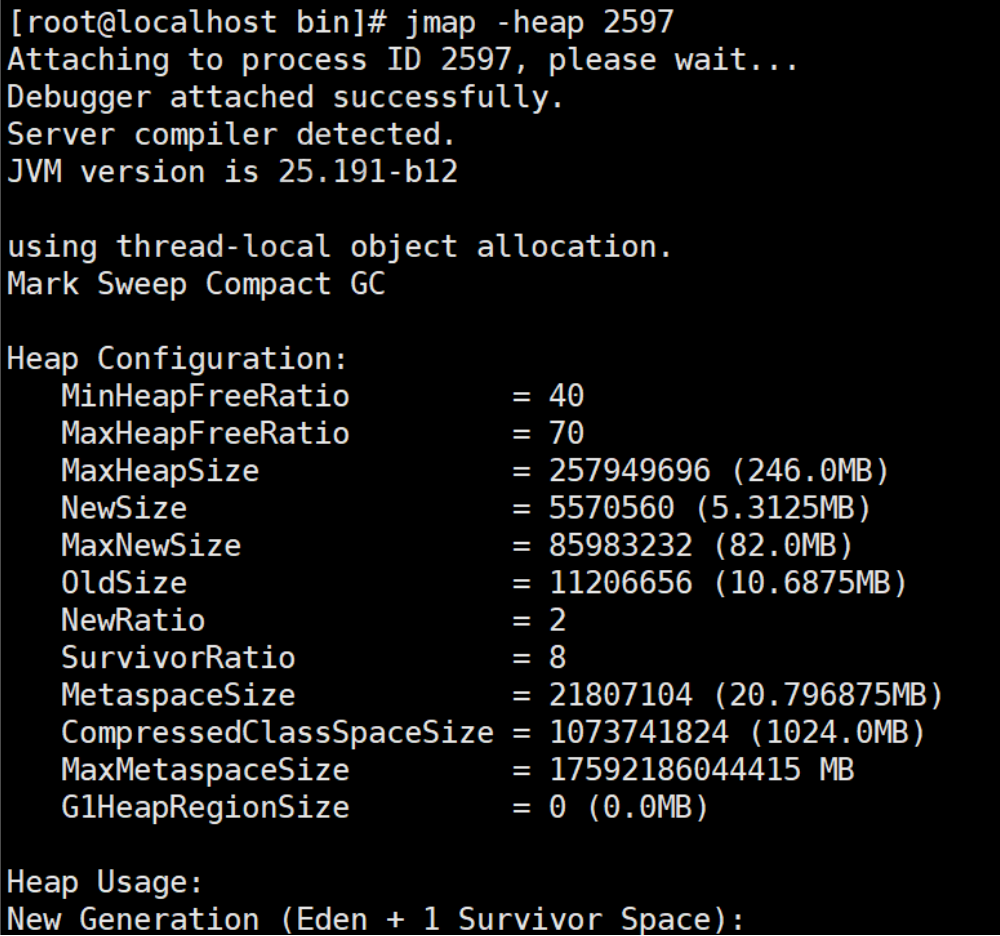 [root@localhost bin]# jmap -heap 2597
Attaching to process ID 2597, please wait...
Debugger attached successfully.
Server compiler detected.
JVM version is 25.191-b12

using thread-local object allocation.
Mark Sweep Compact GC

Heap Configuration:
   MinHeapFreeRatio         = 40
   MaxHeapFreeRatio         = 70
   MaxHeapSize              = 257949696 (246.0MB)
   NewSize                  = 5570560 (5.3125MB)
   MaxNewSize               = 85983232 (82.0MB)
   OldSize                  = 11206656 (10.6875MB)
   NewRatio                 = 2
   SurvivorRatio            = 8
   MetaspaceSize            = 21807104 (20.796875MB)
   CompressedClassSpaceSize = 1073741824 (1024.0MB)
   MaxMetaspaceSize         = 17592186044415 MB
   G1HeapRegionSize         = 0 (0.0MB)

Heap Usage:
New Generation (Eden + 1 Survivor Space):